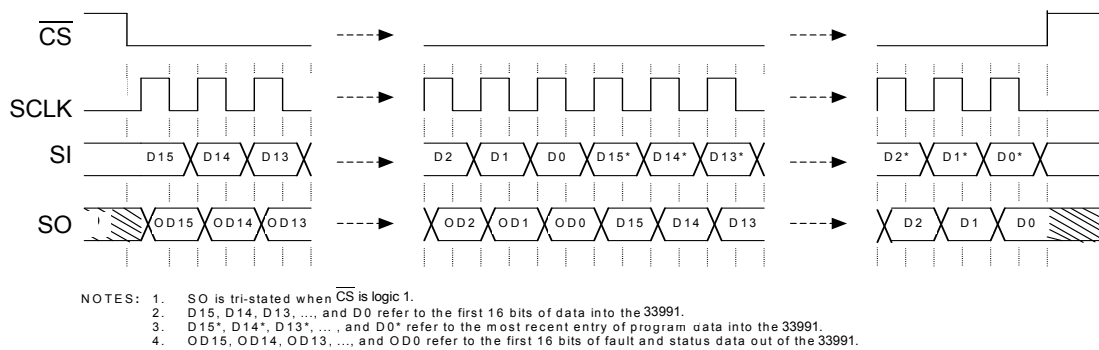 CS
SCLK
SI D15 D14 D13 D2 D1 D0 D15* D14* D13* D2* D1* D0*
SO OD15 OD14 OD13 OD2 OD1 OD0 D15 D14 D13 D2 D1 D0
NOTES: 1. SO is tri-stated when CS is logic 1.
2. D15, D14, D13, ..., and D0 refer to the first 16 bits of data into the 33991.
3. D15*, D14*, D13*, ... , and D0* refer to the most recent entry of program data into the 33991.
4. OD15, OD14, OD13, ..., and OD0 refer to the first 16 bits of fault and status data out of the 33991.